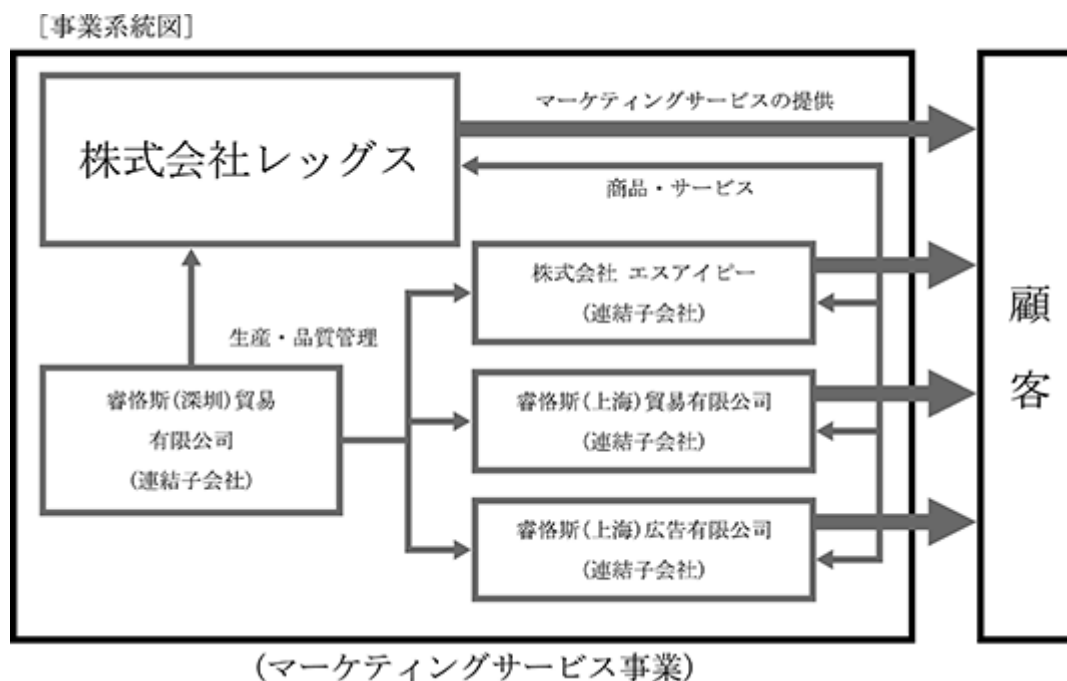 [事業系統図]
マーケティングサービスの提供
株式会社レッグス
商品・サービス
株式会社 エスアイピー
(連結子会社)
生産・品質管理
睿恪斯(深圳)貿易
有限公司
(連結子会社)
睿恪斯(上海)貿易有限公司
(連結子会社)
睿恪斯(上海)広告有限公司
(連結子会社)
顧
客
(マーケティングサービス事業)